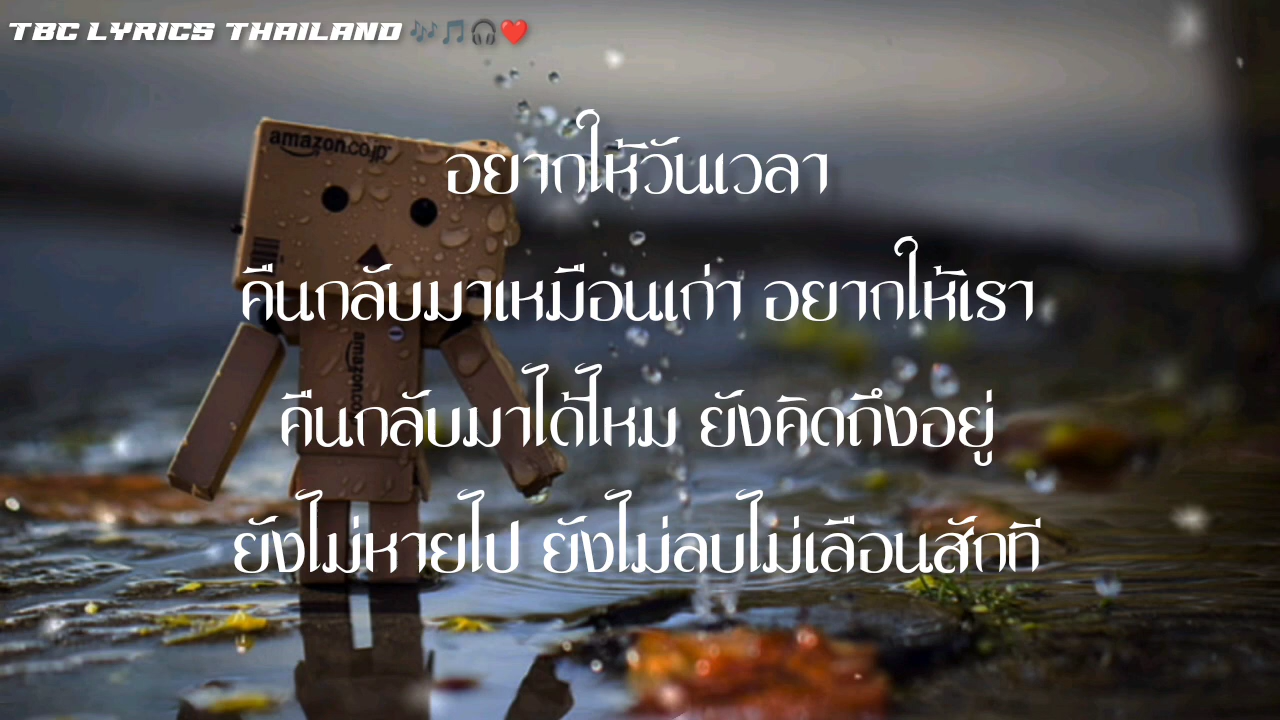 TBC LYRICS THAILAND 🎶🎵🎧❤️
amazon.co.jp
อยากให้วันเวลา
คืนกลับมาเหมือนเก่า อยากให้เรา
คืนกลับมาได้ไหม ยังคิดถึงอยู่
ยังไม่หายไป ยังไม่ลบไม่เลือนสักที
amazon.co